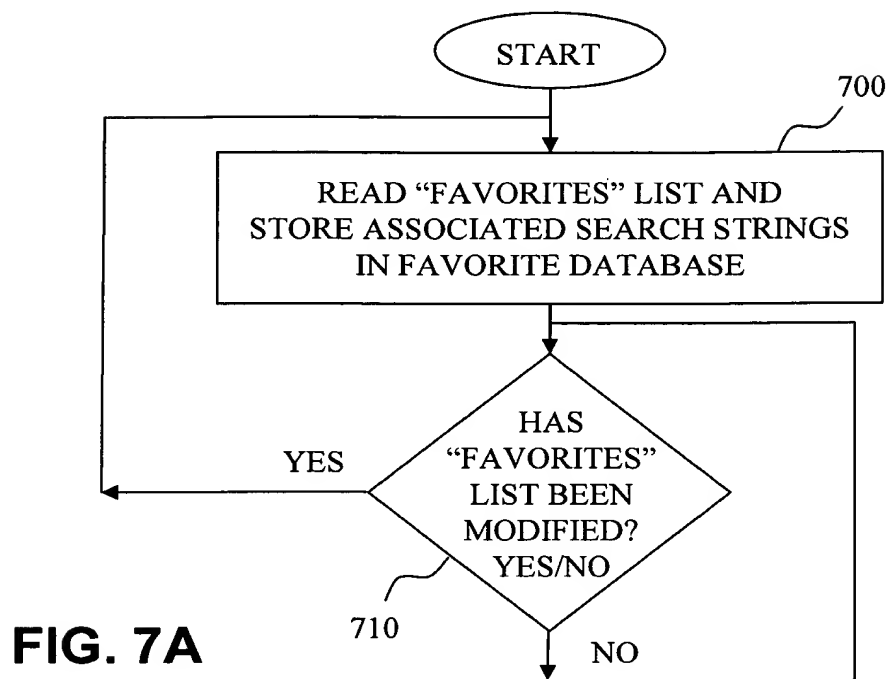 START
700
READ “FAVORITES” LIST AND
STORE ASSOCIATED SEARCH STRINGS
IN FAVORITE DATABASE
HAS
“FAVORITES”
LIST BEEN
MODIFIED?
YES/NO
YES
710
NO
FIG. 7A